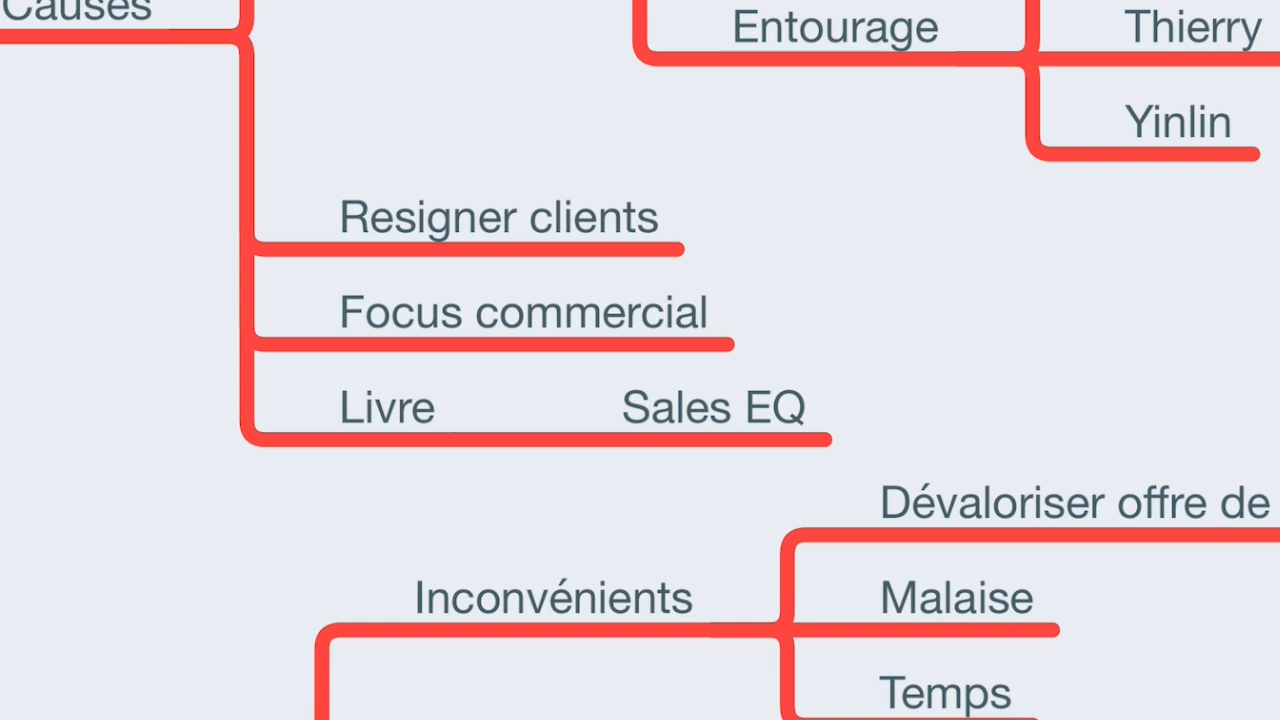 Causes
Entourage
Thierry
Yinlin
Resigner clients
Focus commercial
Livre
Sales EQ
Dévaloriser offre de
Inconvénients
Malaise
Temps